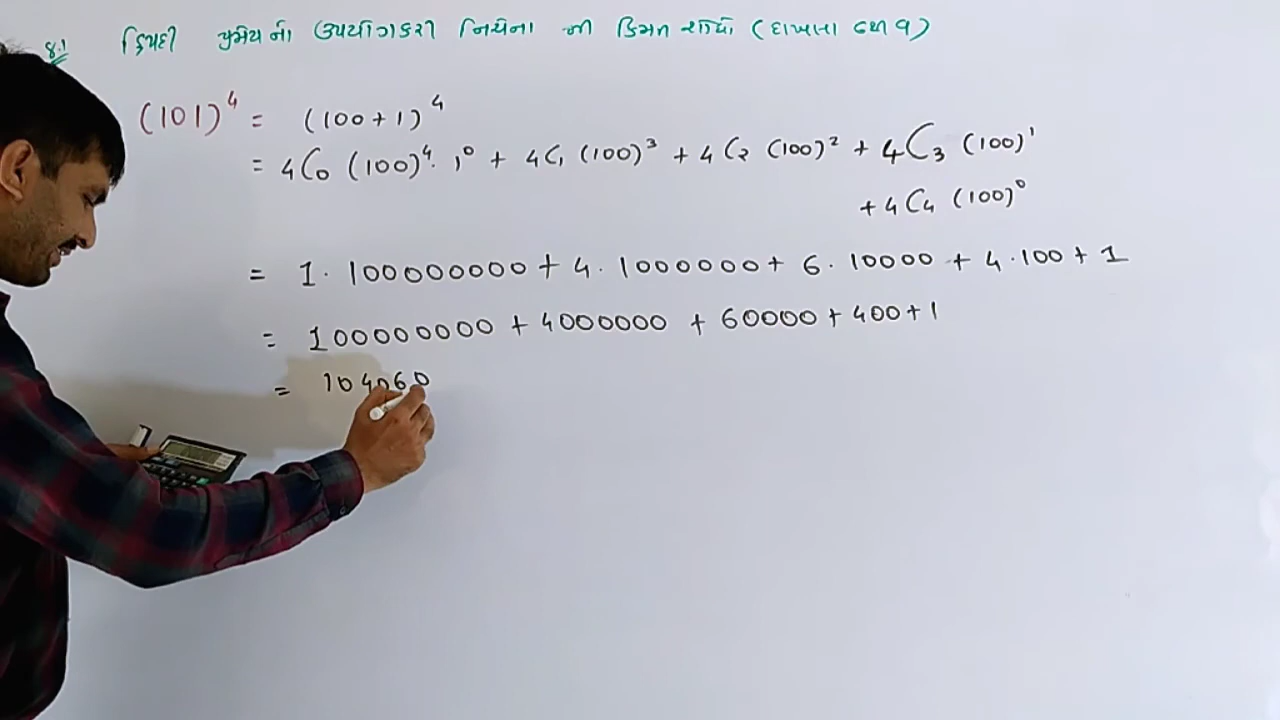 8.1 દ્વિપદી પ્રમેયનો ઉપયોગ કરી નિચેના ની કિંમત શોધો (દાખલા 6 થી 9)
(101)⁴ = (100+1)⁴
= 4C₀ (100)⁴ · 1⁰ + 4C₁ (100)³ + 4C₂ (100)² + 4C₃ (100)¹
+ 4C₄ (100)⁰
= 1 · 100000000 + 4 · 1000000 + 6 · 10000 + 4 · 100 + 1
= 100000000 + 4000000 + 60000 + 400 + 1
= 104060